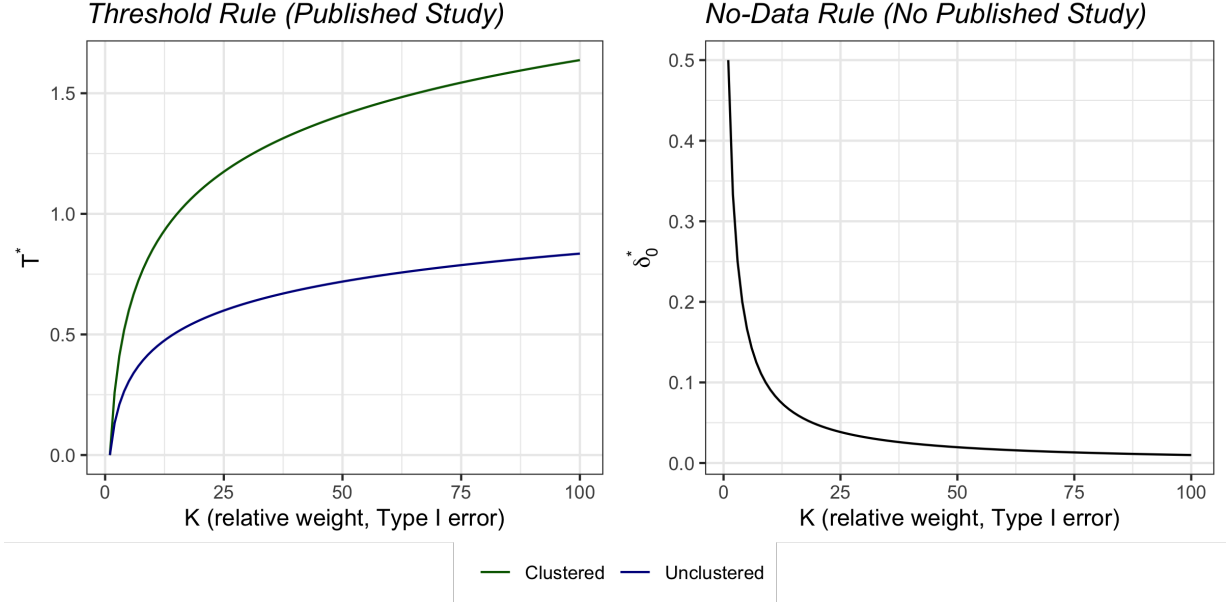 Threshold Rule (Published Study)
1.5
1.0
0.5
0.0
T*
0 25 50 75 100
K (relative weight, Type I error)
No-Data Rule (No Published Study)
0.5
0.4
0.3
0.2
0.1
0.0
δ₀*
0 25 50 75 100
K (relative weight, Type I error)
Clustered Unclustered